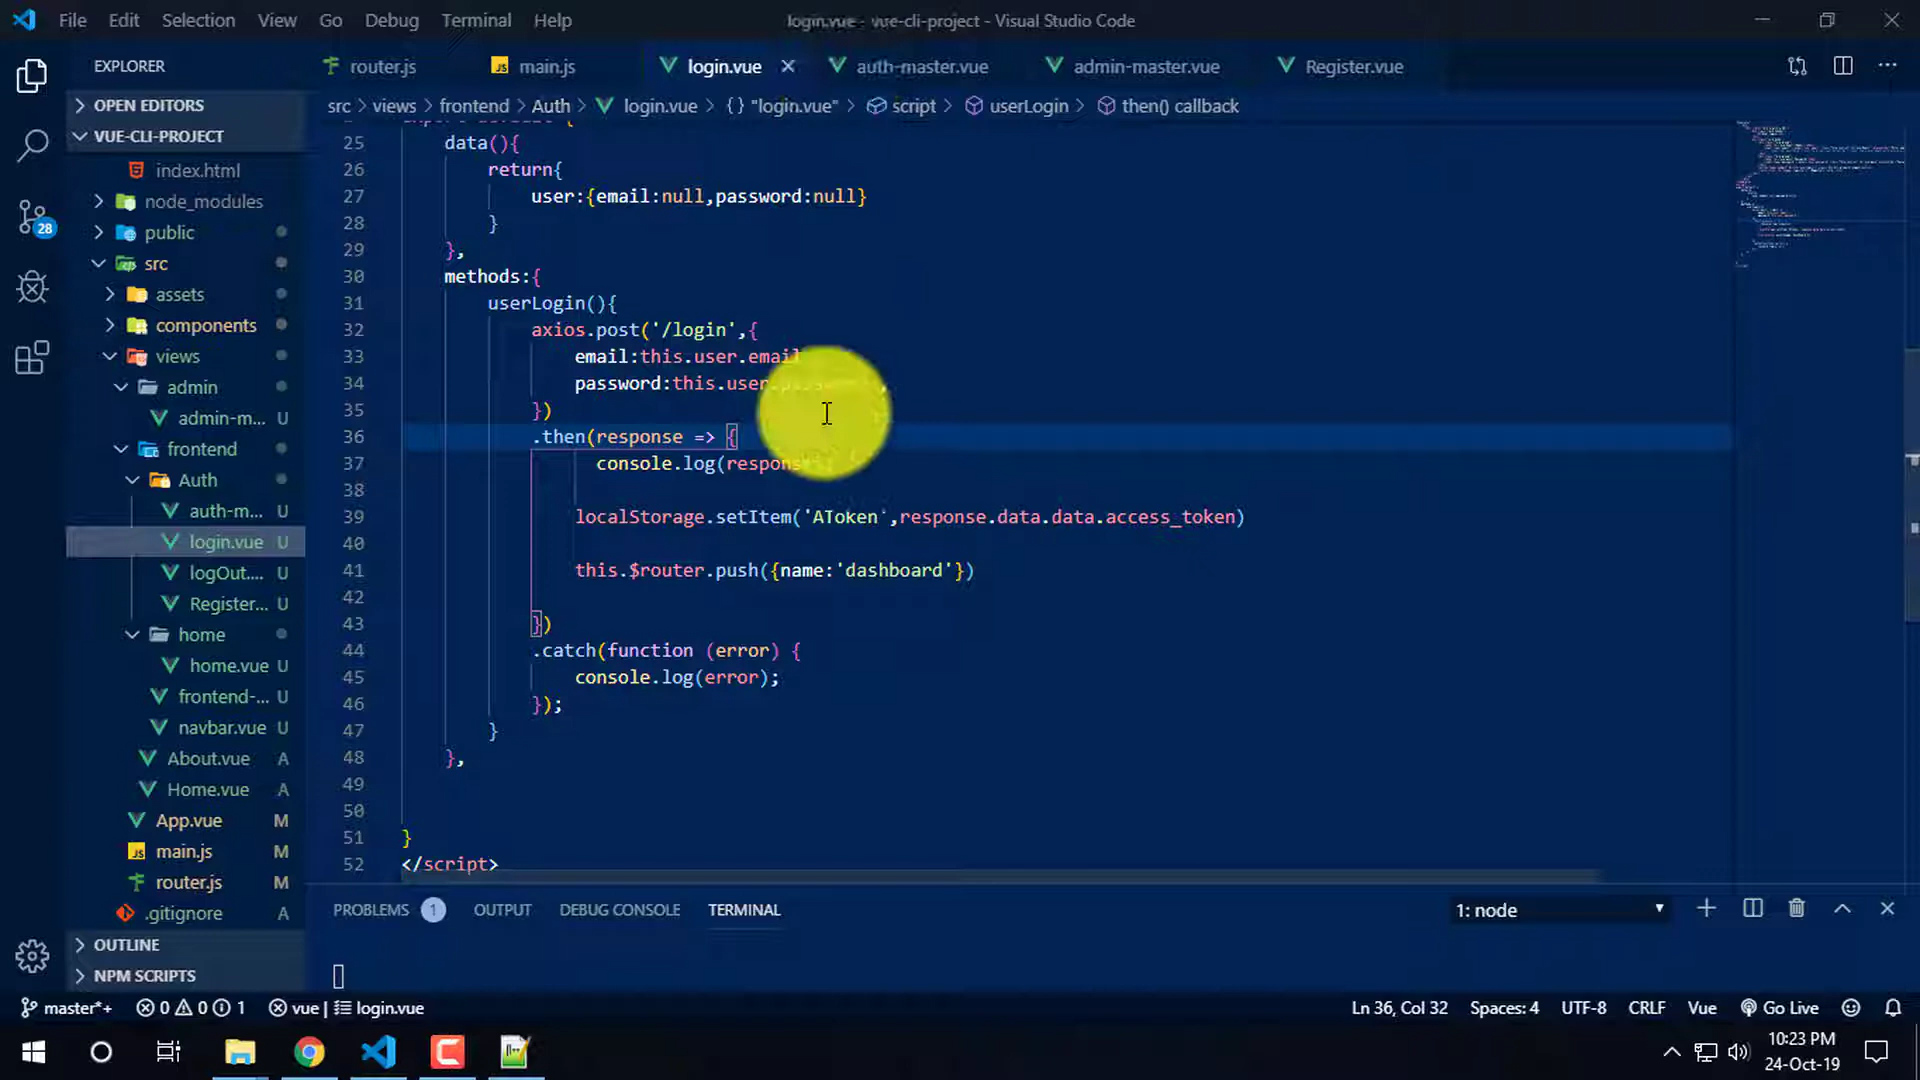 File Edit Selection View Go Debug Terminal Help
login.vue - vue-cli-project - Visual Studio Code
EXPLORER
OPEN EDITORS
VUE-CLI-PROJECT
index.html
node_modules
public
src
assets
components
views
admin
admin-m... U
frontend
Auth
auth-m... U
login.vue U
logOut.... U
Register... U
home
home.vue U
frontend-... U
navbar.vue U
About.vue A
Home.vue A
App.vue M
main.js M
router.js M
.gitignore A
OUTLINE
NPM SCRIPTS
28
router.js
JS main.js
login.vue
auth-master.vue
admin-master.vue
Register.vue
src > views > frontend > Auth > login.vue > {} "login.vue" > script > userLogin > then() callback
25 data(){
26 return{
27 user:{email:null,password:null}
28 }
29 },
30 methods:{
31 userLogin(){
32 axios.post('/login',{
33 email:this.user.email
34 password:this.user.
35 })
36 .then(response => {
37 console.log(response
38
39 localStorage.setItem('AToken',response.data.data.access_token)
40
41 this.$router.push({name:'dashboard'})
42
43 })
44 .catch(function (error) {
45 console.log(error);
46 });
47 }
48 },
49
50
51 }
52 </script>
PROBLEMS 1 OUTPUT DEBUG CONSOLE TERMINAL
1: node
master*+ 0 0 1 vue | login.vue
Ln 36, Col 32 Spaces: 4 UTF-8 CRLF Vue Go Live
10:23 PM
24-Oct-19